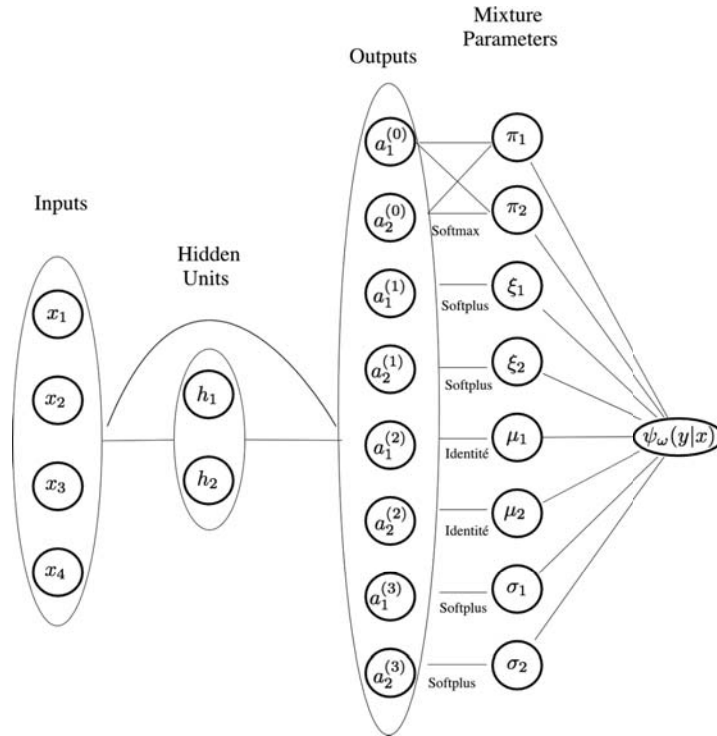 Mixture
Parameters
Outputs
Inputs
Hidden
Units
x₁
x₂
x₃
x₄
h₁
h₂
a₁⁽⁰⁾
a₂⁽⁰⁾
a₁⁽¹⁾
a₂⁽¹⁾
a₁⁽²⁾
a₂⁽²⁾
a₁⁽³⁾
a₂⁽³⁾
Softmax
Softplus
Softplus
Identité
Identité
Softplus
Softplus
π₁
π₂
ξ₁
ξ₂
μ₁
μ₂
σ₁
σ₂
ψ_ω(y|x)